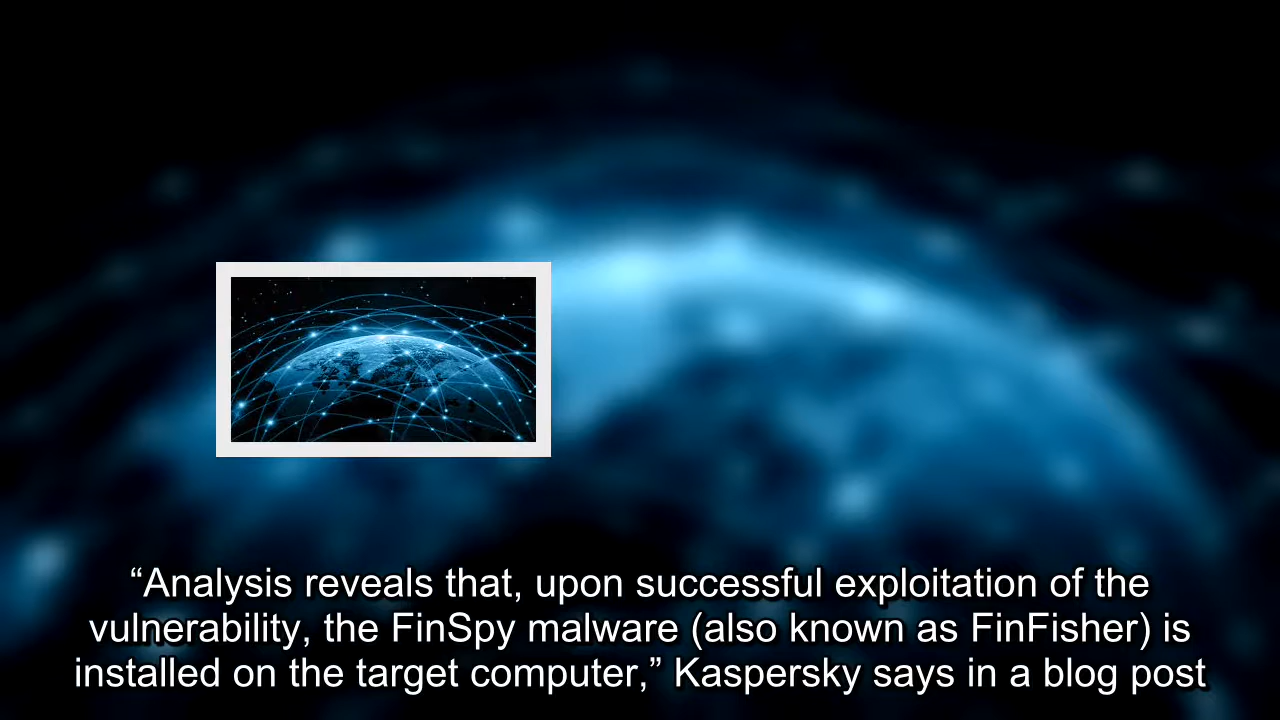 “Analysis reveals that, upon successful exploitation of the
vulnerability, the FinSpy malware (also known as FinFisher) is
installed on the target computer,” Kaspersky says in a blog post